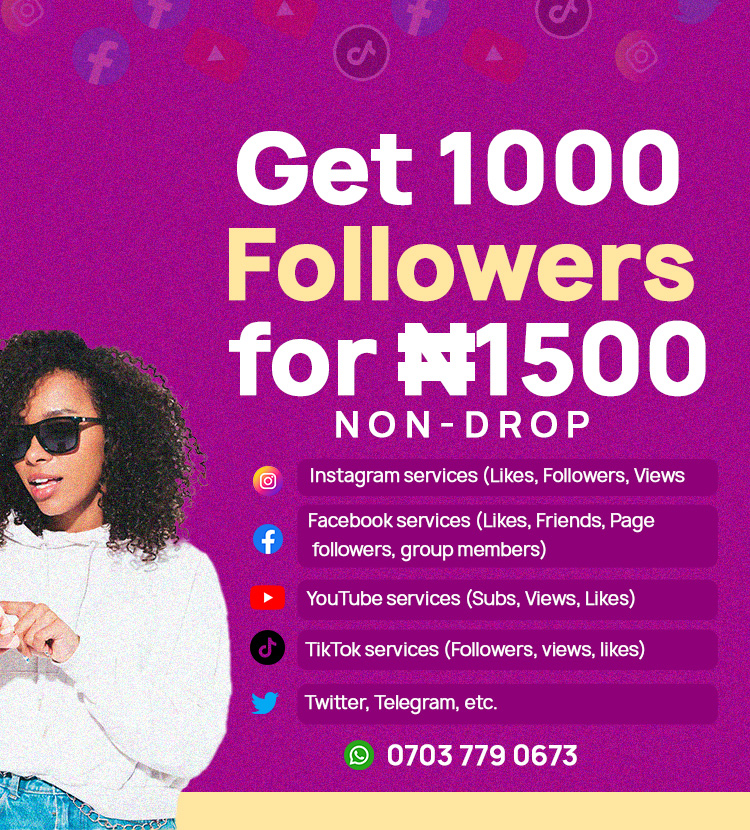 Get 1000
Followers
for ₦1500
NON-DROP
Instagram services (Likes, Followers, Views
Facebook services (Likes, Friends, Page
followers, group members)
YouTube services (Subs, Views, Likes)
TikTok services (Followers, views, likes)
Twitter, Telegram, etc.
0703 779 0673